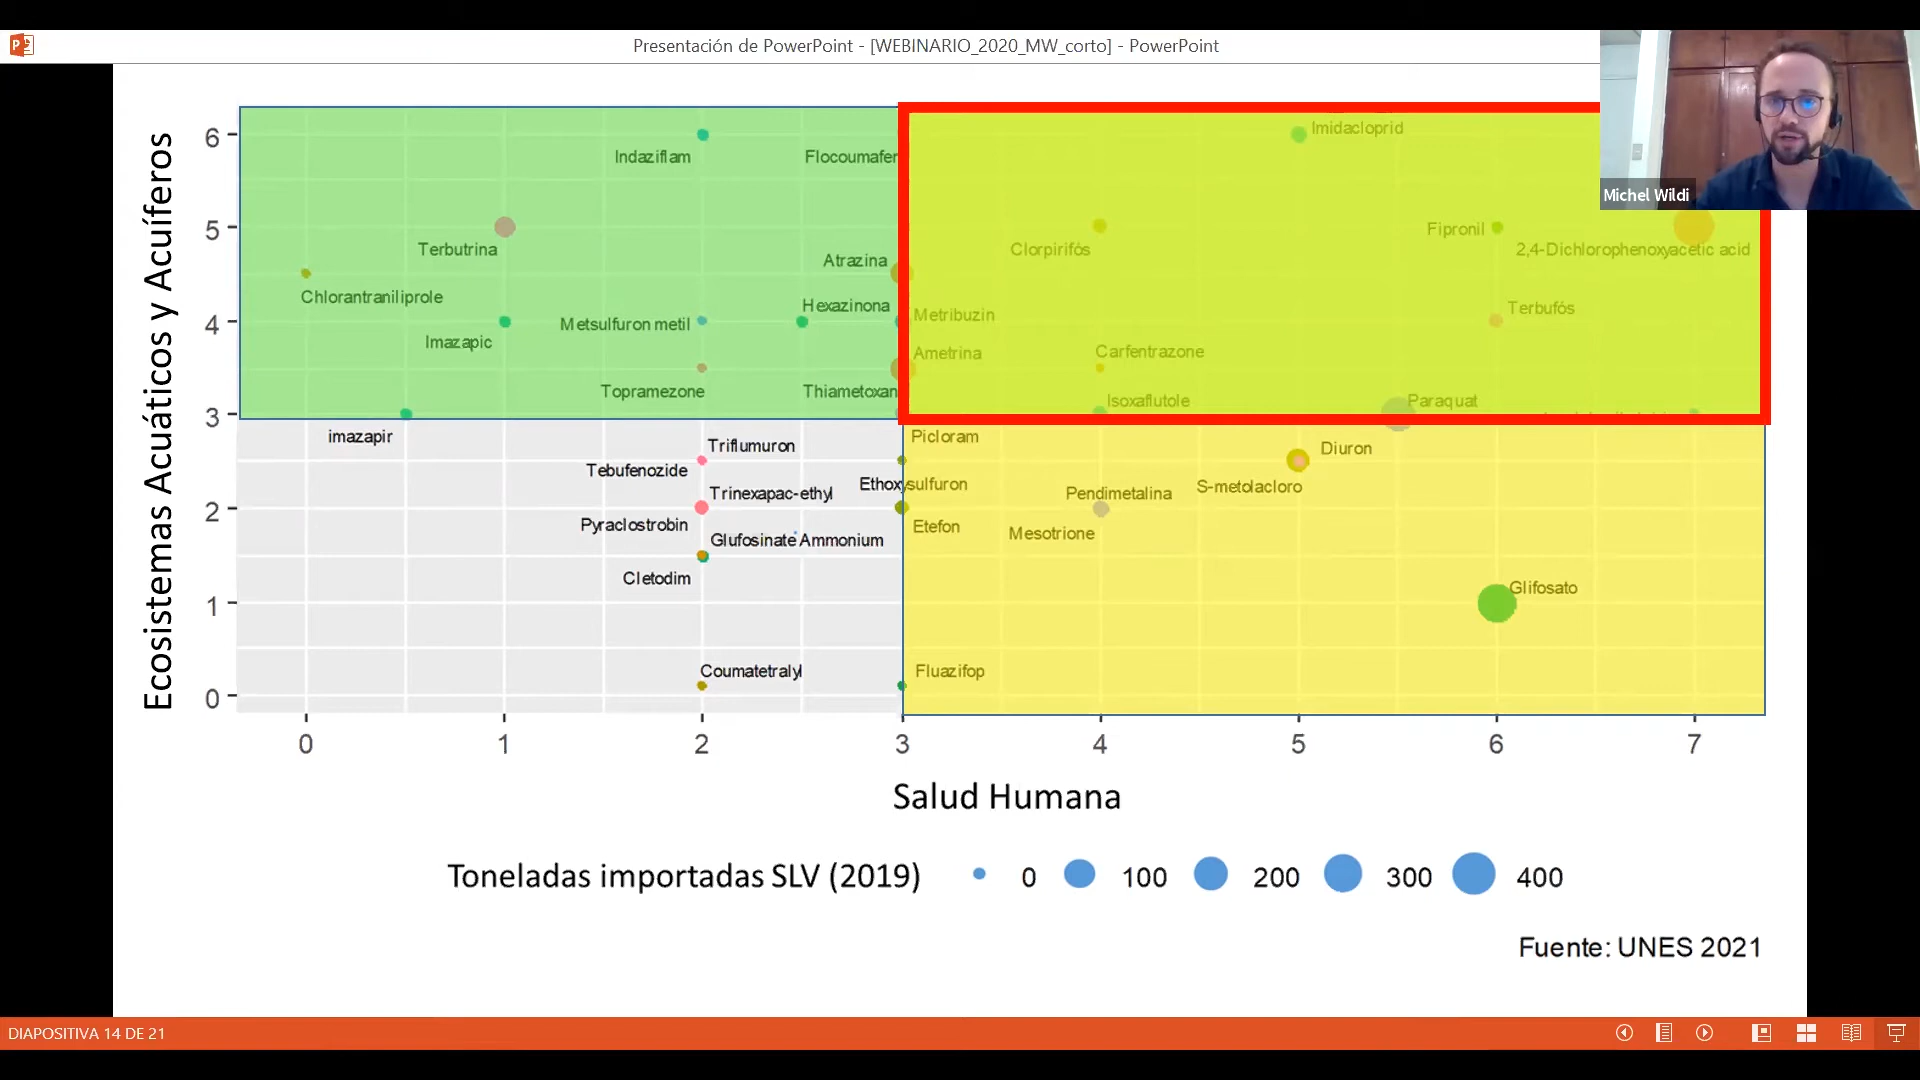 Presentación de PowerPoint - [WEBINARIO_2020_MW_corto] - PowerPoint
Michel Wildi
Ecosistemas Acuáticos y Acuíferos
6
5
4
3
2
1
0
Indaziflam
Flocoumafen
Imidacloprid
Terbutrina
Atrazina
Clorpirifós
Fipronil
2,4-Dichlorophenoxyacetic acid
Chlorantraniliprole
Hexazinona
Metribuzin
Terbufós
Imazapic
Metsulfuron metil
Ametrina
Carfentrazone
Topramezone
Thiametoxan
Isoxaflutole
Paraquat
imazapir
Triflumuron
Picloram
Diuron
Tebufenozide
Trinexapac-ethyl
Ethoxysulfuron
Pendimetalina
S-metolacloro
Pyraclostrobin
Glufosinate Ammonium
Etefon
Mesotrione
Cletodim
Glifosato
Coumatetralyl
Fluazifop
0 1 2 3 4 5 6 7
Salud Humana
Toneladas importadas SLV (2019) 0 100 200 300 400
Fuente: UNES 2021
DIAPOSITIVA 14 DE 21